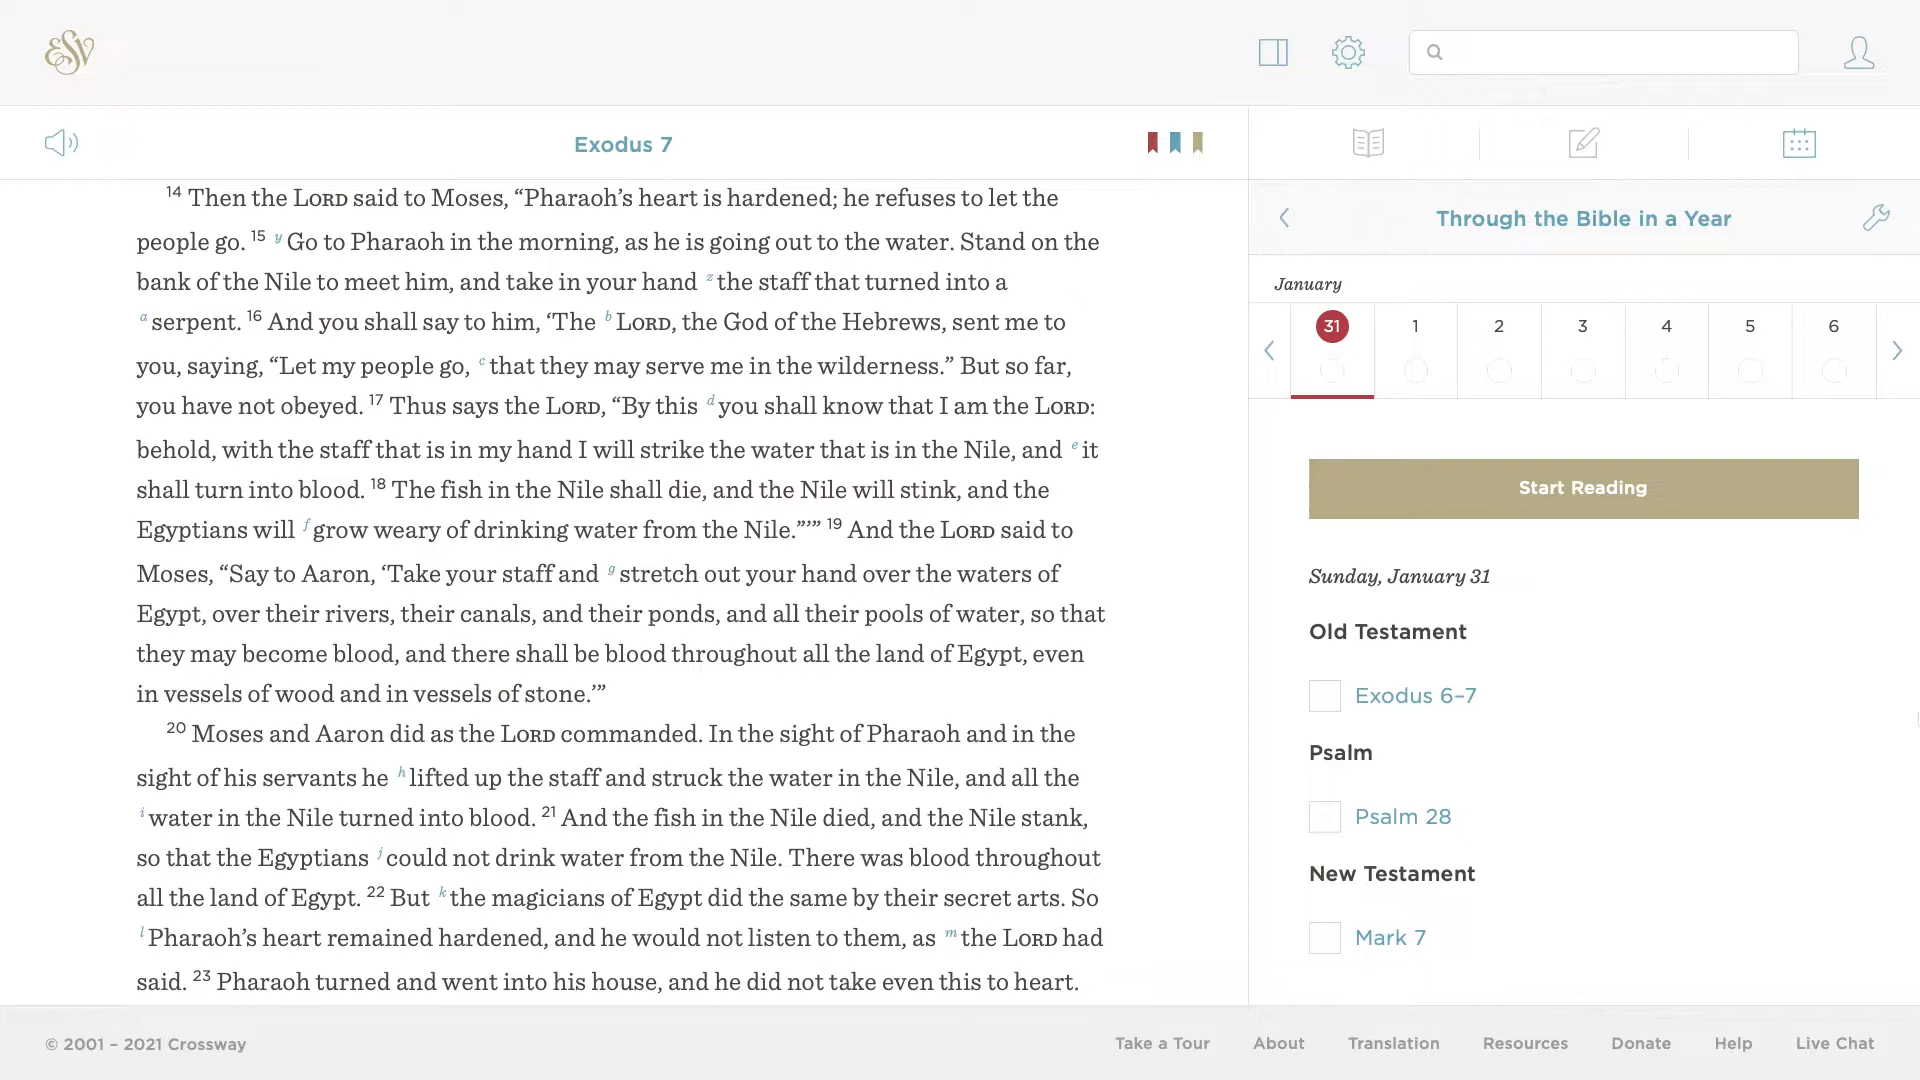 ESV
Exodus 7
14 Then the LORD said to Moses, “Pharaoh’s heart is hardened; he refuses to let the
people go. 15 y Go to Pharaoh in the morning, as he is going out to the water. Stand on the
bank of the Nile to meet him, and take in your hand z the staff that turned into a
a serpent. 16 And you shall say to him, ‘The b LORD, the God of the Hebrews, sent me to
you, saying, “Let my people go, c that they may serve me in the wilderness.” But so far,
you have not obeyed. 17 Thus says the LORD, “By this d you shall know that I am the LORD:
behold, with the staff that is in my hand I will strike the water that is in the Nile, and e it
shall turn into blood. 18 The fish in the Nile shall die, and the Nile will stink, and the
Egyptians will f grow weary of drinking water from the Nile.”’” 19 And the LORD said to
Moses, “Say to Aaron, ‘Take your staff and g stretch out your hand over the waters of
Egypt, over their rivers, their canals, and their ponds, and all their pools of water, so that
they may become blood, and there shall be blood throughout all the land of Egypt, even
in vessels of wood and in vessels of stone.’”
20 Moses and Aaron did as the LORD commanded. In the sight of Pharaoh and in the
sight of his servants he h lifted up the staff and struck the water in the Nile, and all the
i water in the Nile turned into blood. 21 And the fish in the Nile died, and the Nile stank,
so that the Egyptians j could not drink water from the Nile. There was blood throughout
all the land of Egypt. 22 But k the magicians of Egypt did the same by their secret arts. So
l Pharaoh’s heart remained hardened, and he would not listen to them, as m the LORD had
said. 23 Pharaoh turned and went into his house, and he did not take even this to heart.
Through the Bible in a Year
January
31 1 2 3 4 5 6
Start Reading
Sunday, January 31
Old Testament
Exodus 6–7
Psalm
Psalm 28
New Testament
Mark 7
© 2001 – 2021 Crossway
Take a Tour About Translation Resources Donate Help Live Chat